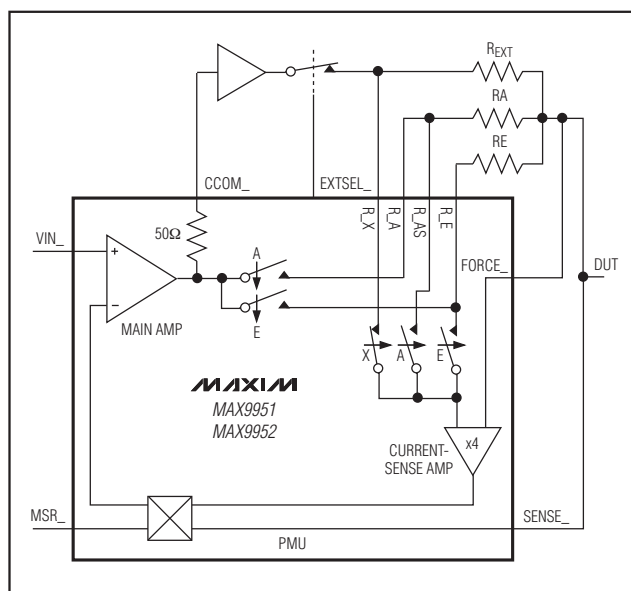 R_EXT
RA
RE
CCOM_
EXTSEL_
R_X
R_A
R_AS
R_E
50Ω
VIN_
+
A
FORCE_
DUT
−
MAIN AMP
E
X
A
E
MAXIM
MAX9951
MAX9952
CURRENT-
SENSE AMP
x4
MSR_
SENSE_
PMU